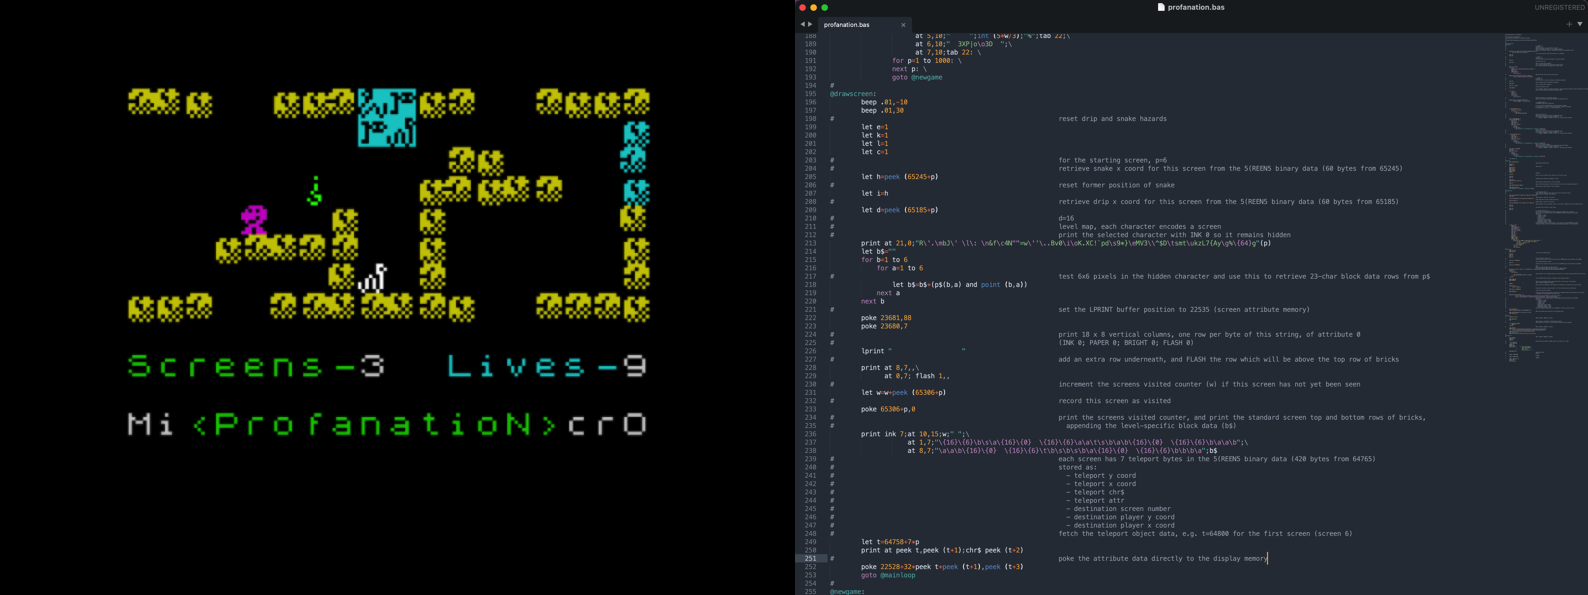 Screens-3 Lives-9
Mi <ProfanatioN> crO
profanation.bas
UNREGISTERED
profanation.bas ×
188 at 5,10;" ";int (5*w/3);"%";tab 22;\
189 at 6,10;" 3XP|o\o3D ";\
190 at 7,10;tab 22: \
191 for p=1 to 1000: \
192 next p: \
193 goto @newgame
194 #
195 @drawscreen:
196 beep .01,-10
197 beep .01,30
198 # reset drip and snake hazards
199 let e=1
200 let k=1
201 let l=1
202 let c=1
203 # for the starting screen, p=6
204 # retrieve snake x coord for this screen from the 5(REEN5 binary data (60 bytes from 65245)
205 let h=peek (65245+p)
206 # reset former position of snake
207 let i=h
208 # retrieve drip x coord for this screen from the 5(REEN5 binary data (60 bytes from 65185)
209 let d=peek (65185+p)
210 # d=16
211 # level map, each character encodes a screen
212 # print the selected character with INK 0 so it remains hidden
213 print at 21,0;
214 let b$=""
215 for b=1 to 6
216 for a=1 to 6
217 # test 6x6 pixels in the hidden character and use this to retrieve 23-char block data rows from p$
218 let b$=b$+(p$(b,a) and point (b,a))
219 next a
220 next b
221 # set the LPRINT buffer position to 22535 (screen attribute memory)
222 poke 23681,88
223 poke 23680,7
224 # print 18 x 8 vertical columns, one row per byte of this string, of attribute 0
225 # (INK 0; PAPER 0; BRIGHT 0; FLASH 0)
226 lprint " "
227 # add an extra row underneath, and FLASH the row which will be above the top row of bricks
228 print at 8,7,,\
229 at 0,7; flash 1,,
230 # increment the screens visited counter (w) if this screen has not yet been seen
231 let w=w+peek (65306+p)
232 # record this screen as visited
233 poke 65306+p,0
234 # print the screens visited counter, and print the standard screen top and bottom rows of bricks,
235 # appending the level-specific block data (b$)
236 print ink 7;at 10,15;w;" ";\
237 at 1,7;"\{16}\{6}\b\s\a\{16}\{0} \{16}\{6}\a\a\t\s\b\a\b\{16}\{0} \{16}\{6}\b\a\a\b";\
238 at 8,7;"\a\a\b\{16}\{0} \{16}\{6}\t\b\s\b\s\b\a\{16}\{0} \{16}\{6}\b\b\b\a";b$
239 # each screen has 7 teleport bytes in the 5(REEN5 binary data (420 bytes from 64765)
240 # stored as:
241 # – teleport y coord
242 # – teleport x coord
243 # – teleport chr$
244 # – teleport attr
245 # – destination screen number
246 # – destination player y coord
247 # – destination player x coord
248 # fetch the teleport object data, e.g. t=64800 for the first screen (screen 6)
249 let t=64758+7*p
250 print at peek t,peek (t+1);chr$ peek (t+2)
251 # poke the attribute data directly to the display memory
252 poke 22528+32*peek t+peek (t+1),peek (t+3)
253 goto @mainloop
254 #
255 @newgame: